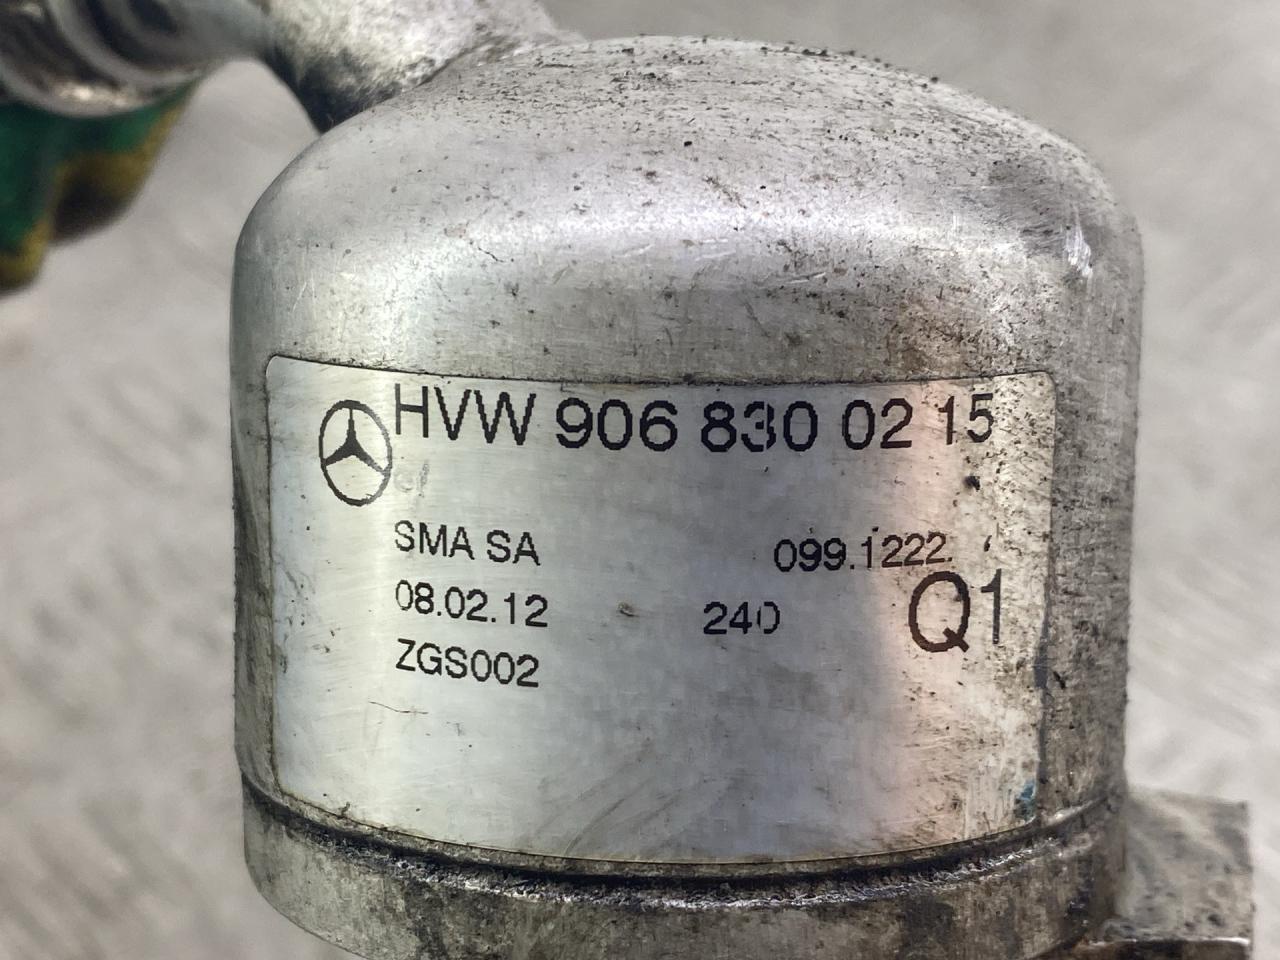 HVW 906 830 02 15
SMA SA 099.1222
08.02.12 240 Q1
ZGS002